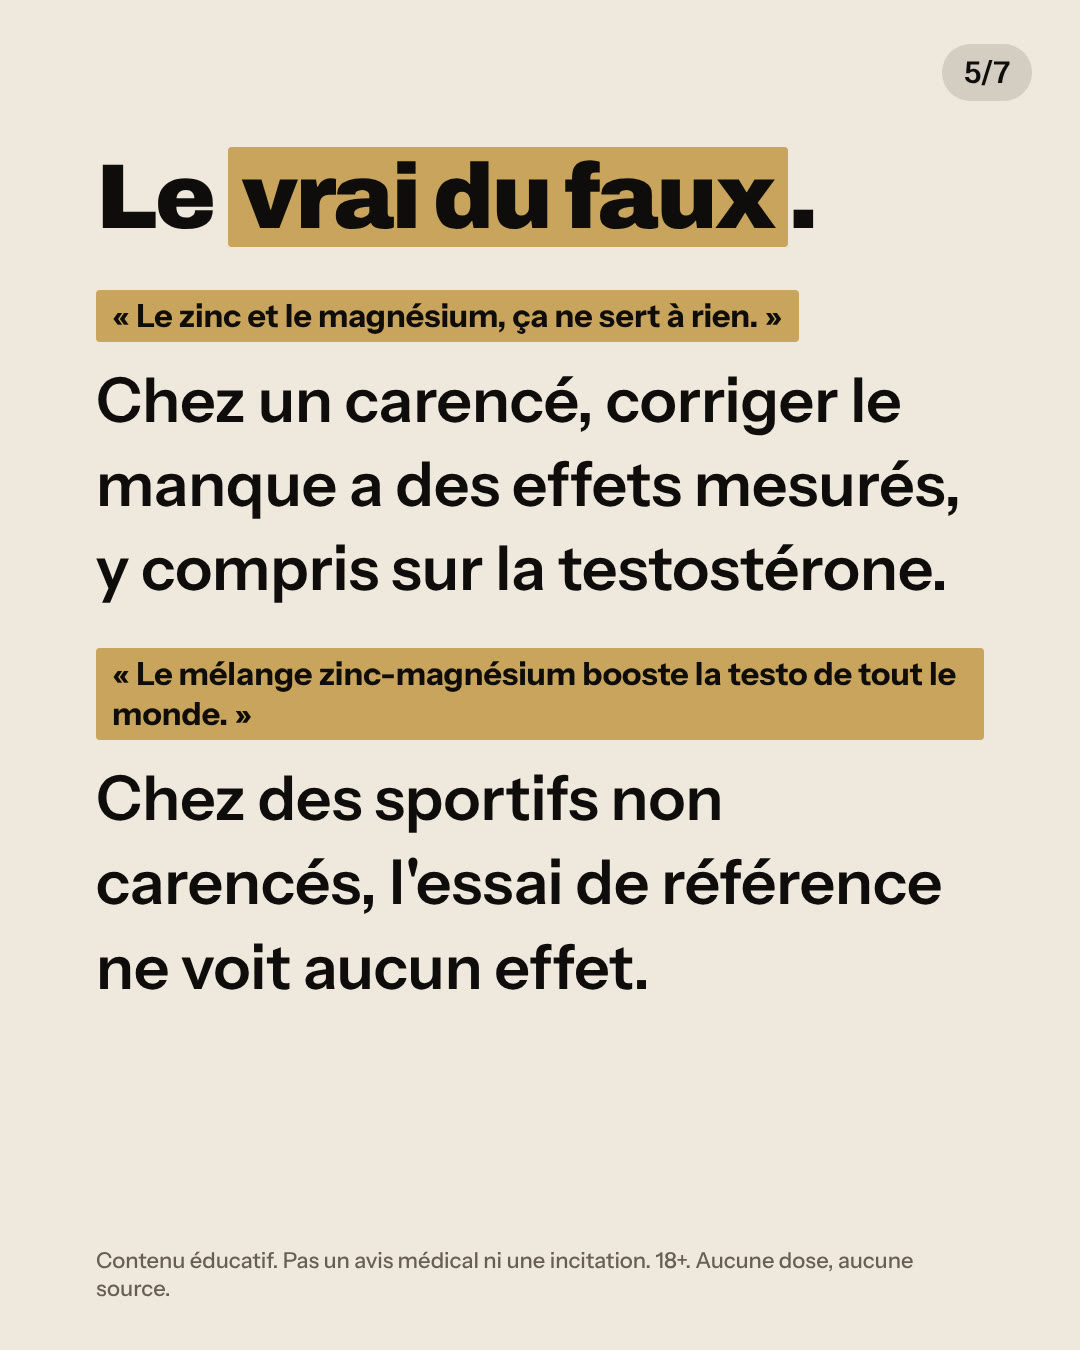 5/7
Le vrai du faux.
« Le zinc et le magnésium, ça ne sert à rien. »
Chez un carencé, corriger le
manque a des effets mesurés,
y compris sur la testostérone.
« Le mélange zinc-magnésium booste la testo de tout le
monde. »
Chez des sportifs non
carencés, l'essai de référence
ne voit aucun effet.
Contenu éducatif. Pas un avis médical ni une incitation. 18+. Aucune dose, aucune
source.